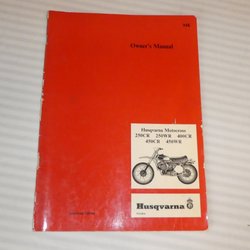 Owner's Manual
Husqvarna Motocross
250CR 250WR 400CR
450CR 450WR
Husqvarna